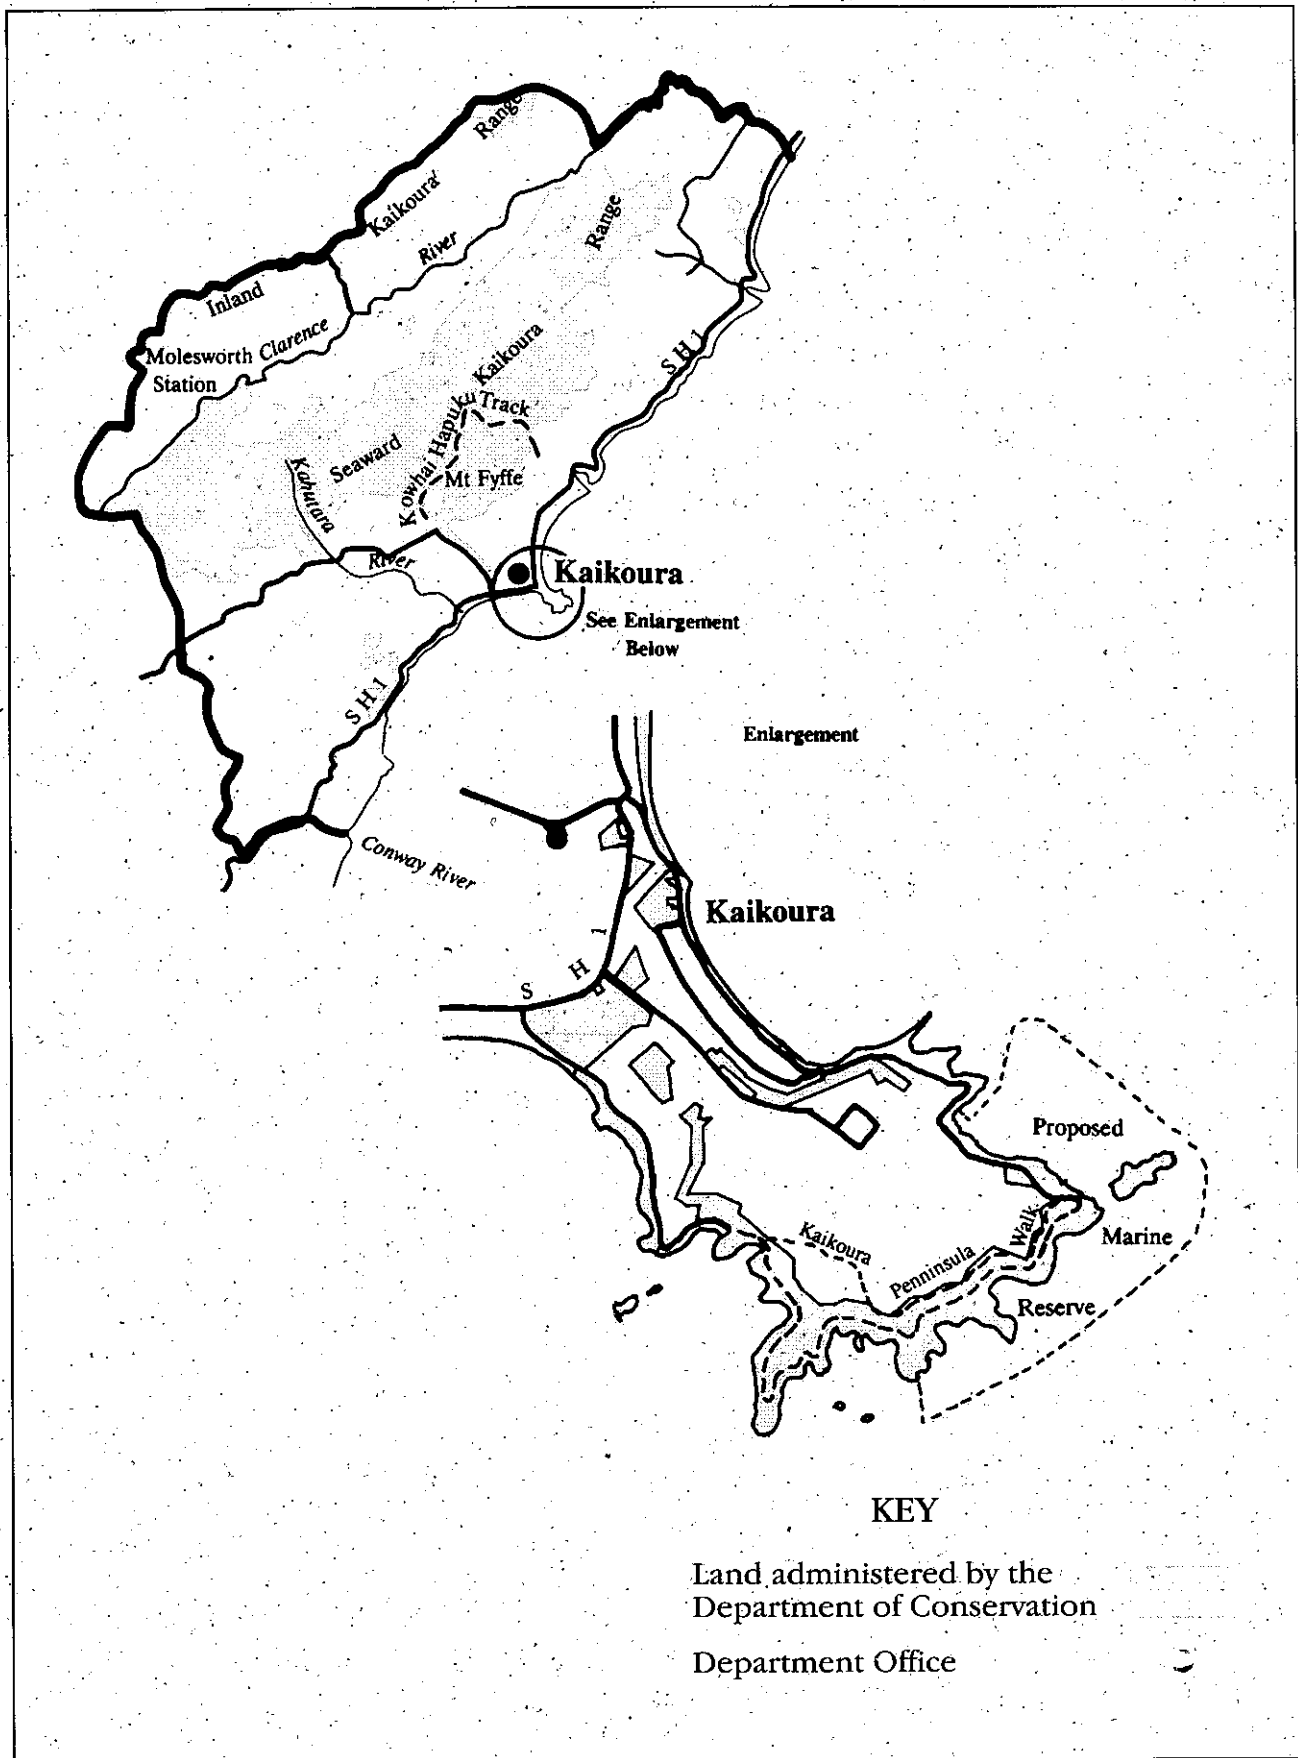 Inland Kaikoura Range
Clarence River
Molesworth
Station
Seaward Kaikoura Range
Kowhai Hapuku Track
Mt Fyffe
Kahutara River
S H 1
Kaikoura
See Enlargement
Below
S H 1
Conway River
Enlargement
Kaikoura
S H 1
Proposed
Marine
Reserve
Kaikoura Penninsula Walk
KEY
Land administered by the
Department of Conservation
Department Office